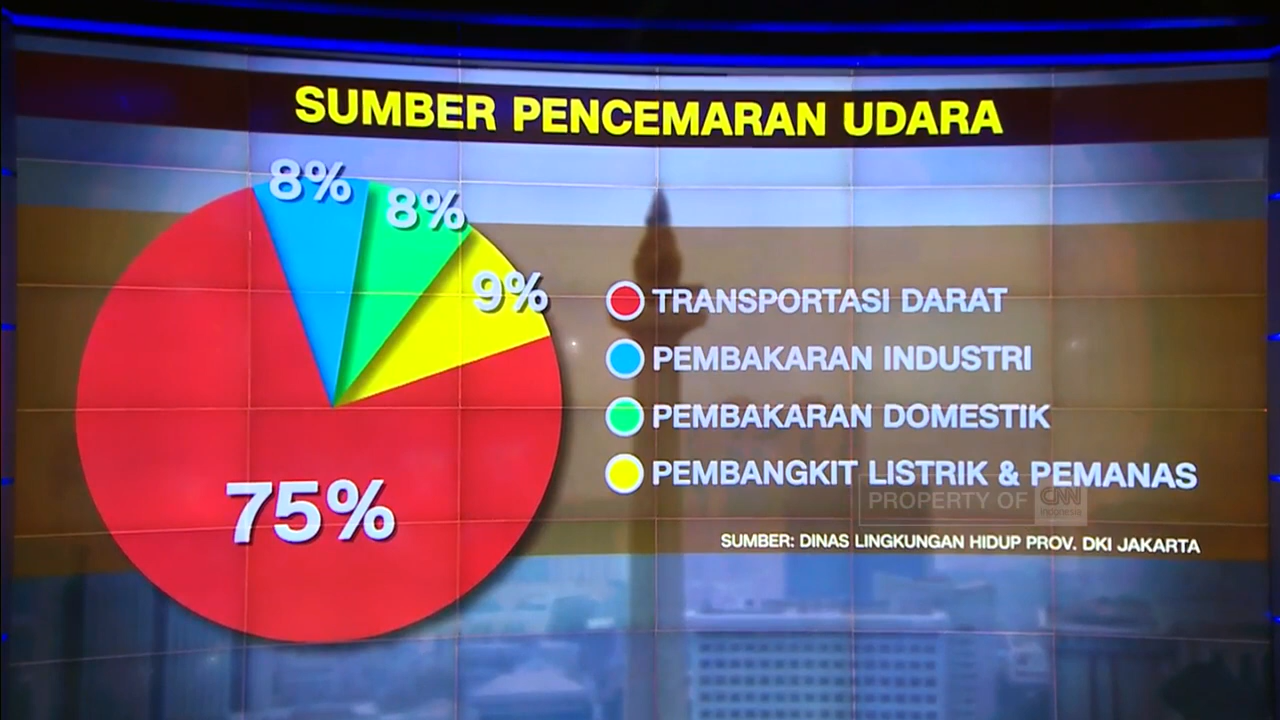 SUMBER PENCEMARAN UDARA
8%
8%
9%
75%
TRANSPORTASI DARAT
PEMBAKARAN INDUSTRI
PEMBAKARAN DOMESTIK
PEMBANGKIT LISTRIK & PEMANAS
PROPERTY OF CNN
Indonesia
SUMBER: DINAS LINGKUNGAN HIDUP PROV. DKI JAKARTA